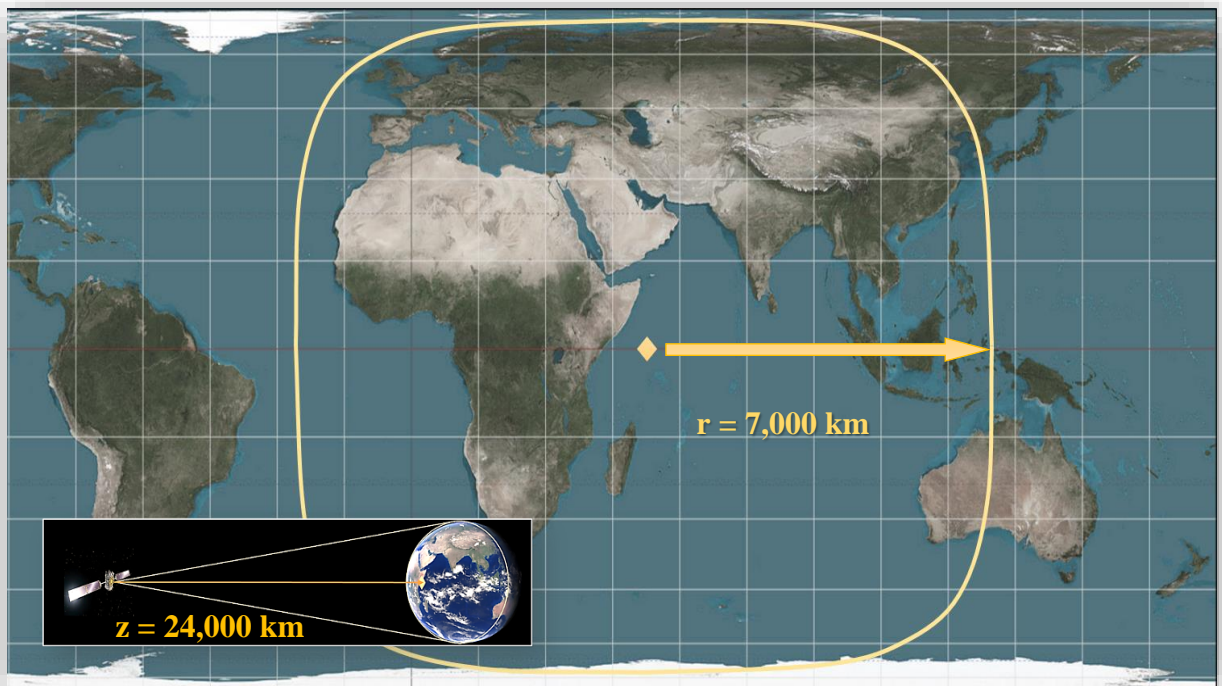 r = 7,000 km
z = 24,000 km